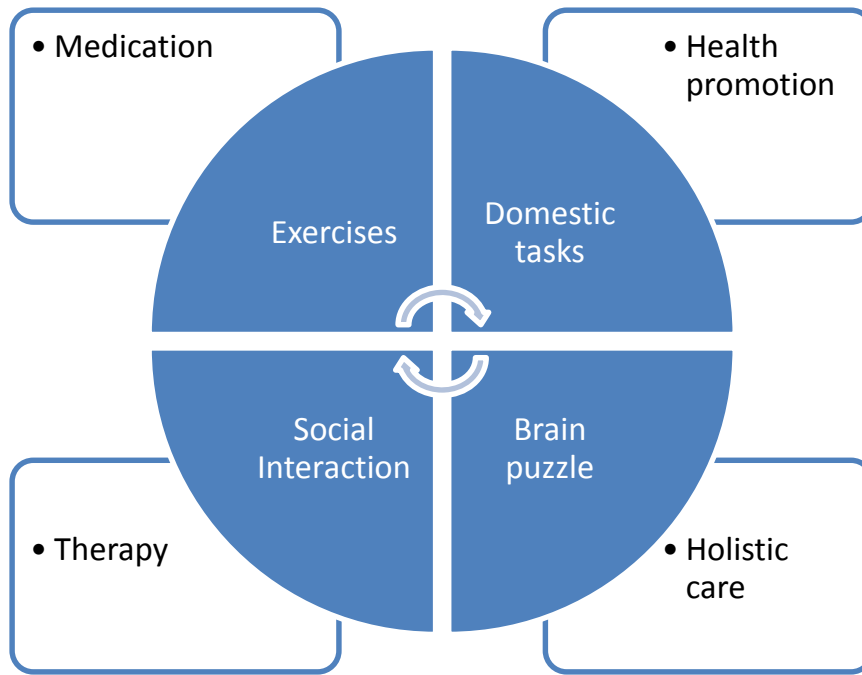 • Medication
• Health
promotion
Exercises
Domestic
tasks
Social
Interaction
Brain
puzzle
• Therapy
• Holistic
care